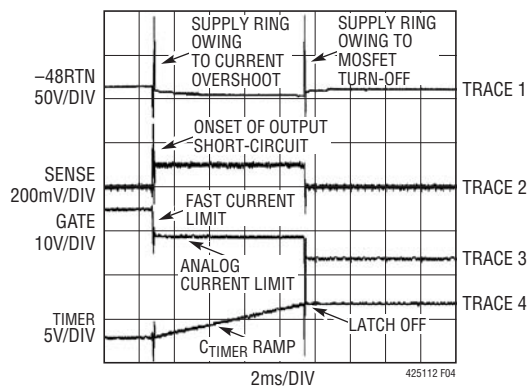 SUPPLY RING
OWING
TO CURRENT
OVERSHOOT
SUPPLY RING
OWING TO
MOSFET
TURN-OFF
–48RTN
50V/DIV
TRACE 1
ONSET OF OUTPUT
SHORT-CIRCUIT
SENSE
200mV/DIV
TRACE 2
GATE
10V/DIV
FAST CURRENT
LIMIT
ANALOG
CURRENT LIMIT
TRACE 3
TRACE 4
TIMER
5V/DIV
LATCH OFF
CTIMER RAMP
2ms/DIV
425112 F04